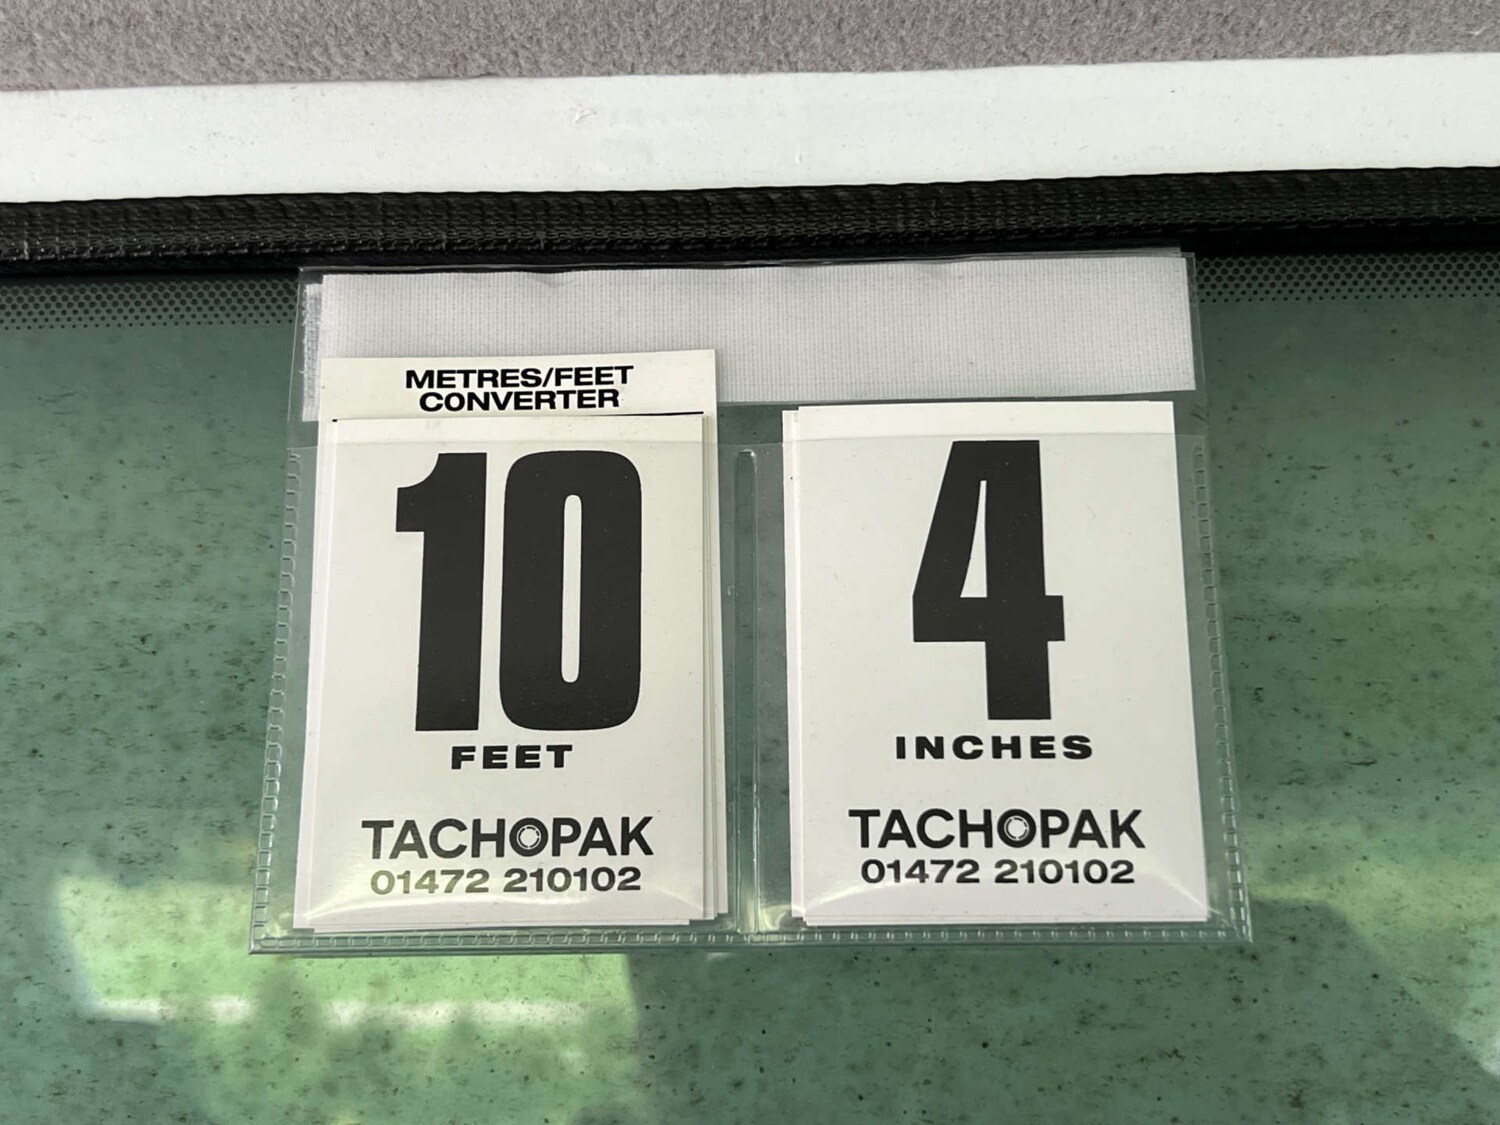 METRES/FEET
CONVERTER
10
FEET
TACHOPAK
01472 210102
4
INCHES
TACHOPAK
01472 210102